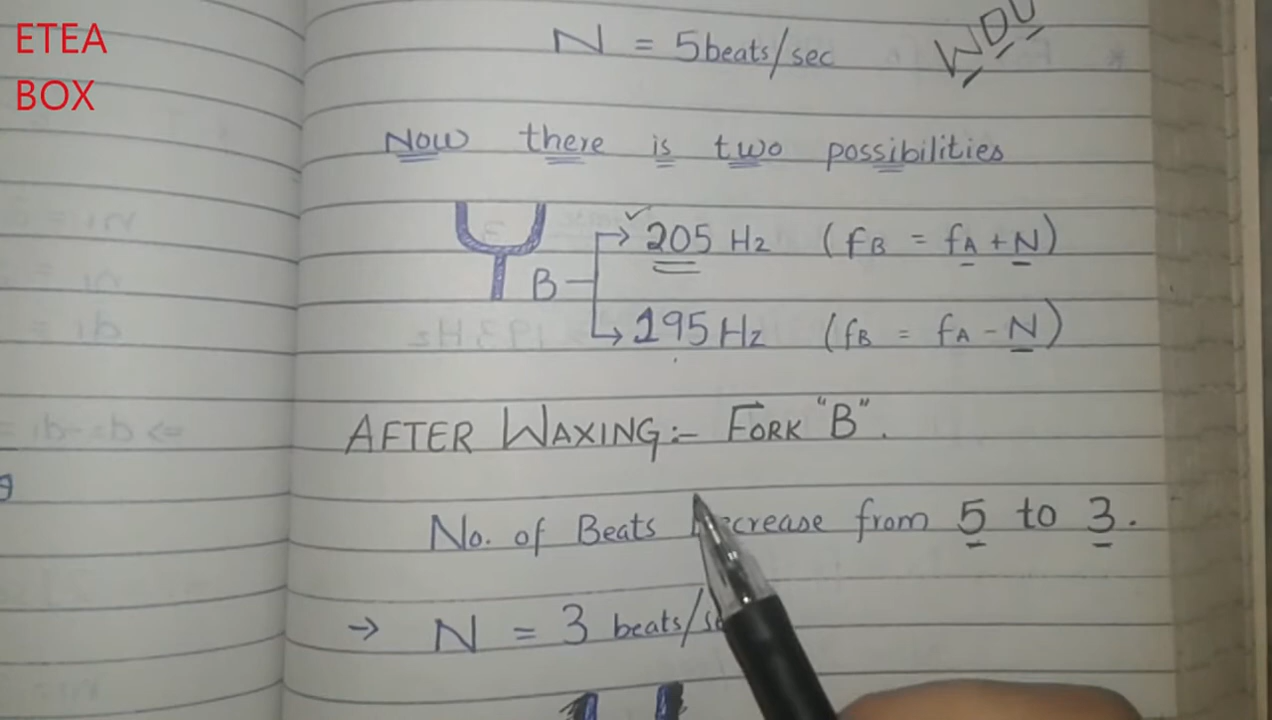 ETEA
BOX
N = 5beats/sec
WDU
Now there is two possibilities
B
205 Hz (fB = fA + N)
195 Hz (fB = fA - N)
AFTER WAXING:- FORK "B".
No. of Beats from 5 to 3.
→ N = 3 beats/